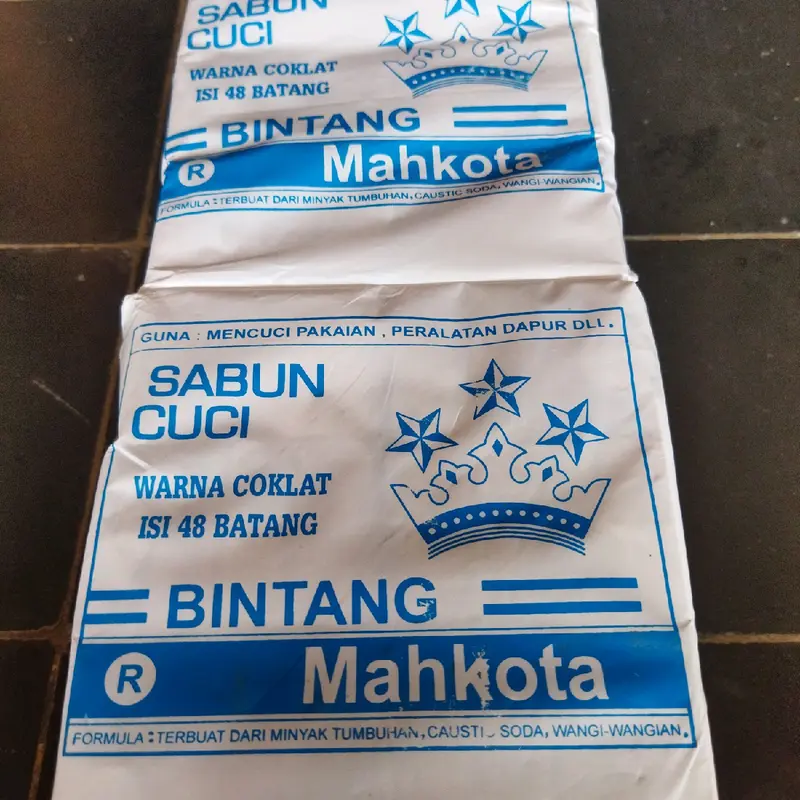 SABUN
CUCI
WARNA COKLAT
ISI 48 BATANG
BINTANG
® Mahkota
FORMULA : TERBUAT DARI MINYAK TUMBUHAN, CAUSTIC SODA, WANGI-WANGIAN.
GUNA : MENCUCI PAKAIAN , PERALATAN DAPUR DLL.
SABUN
CUCI
WARNA COKLAT
ISI 48 BATANG
BINTANG
® Mahkota
FORMULA : TERBUAT DARI MINYAK TUMBUHAN, CAUSTIC SODA, WANGI-WANGIAN.